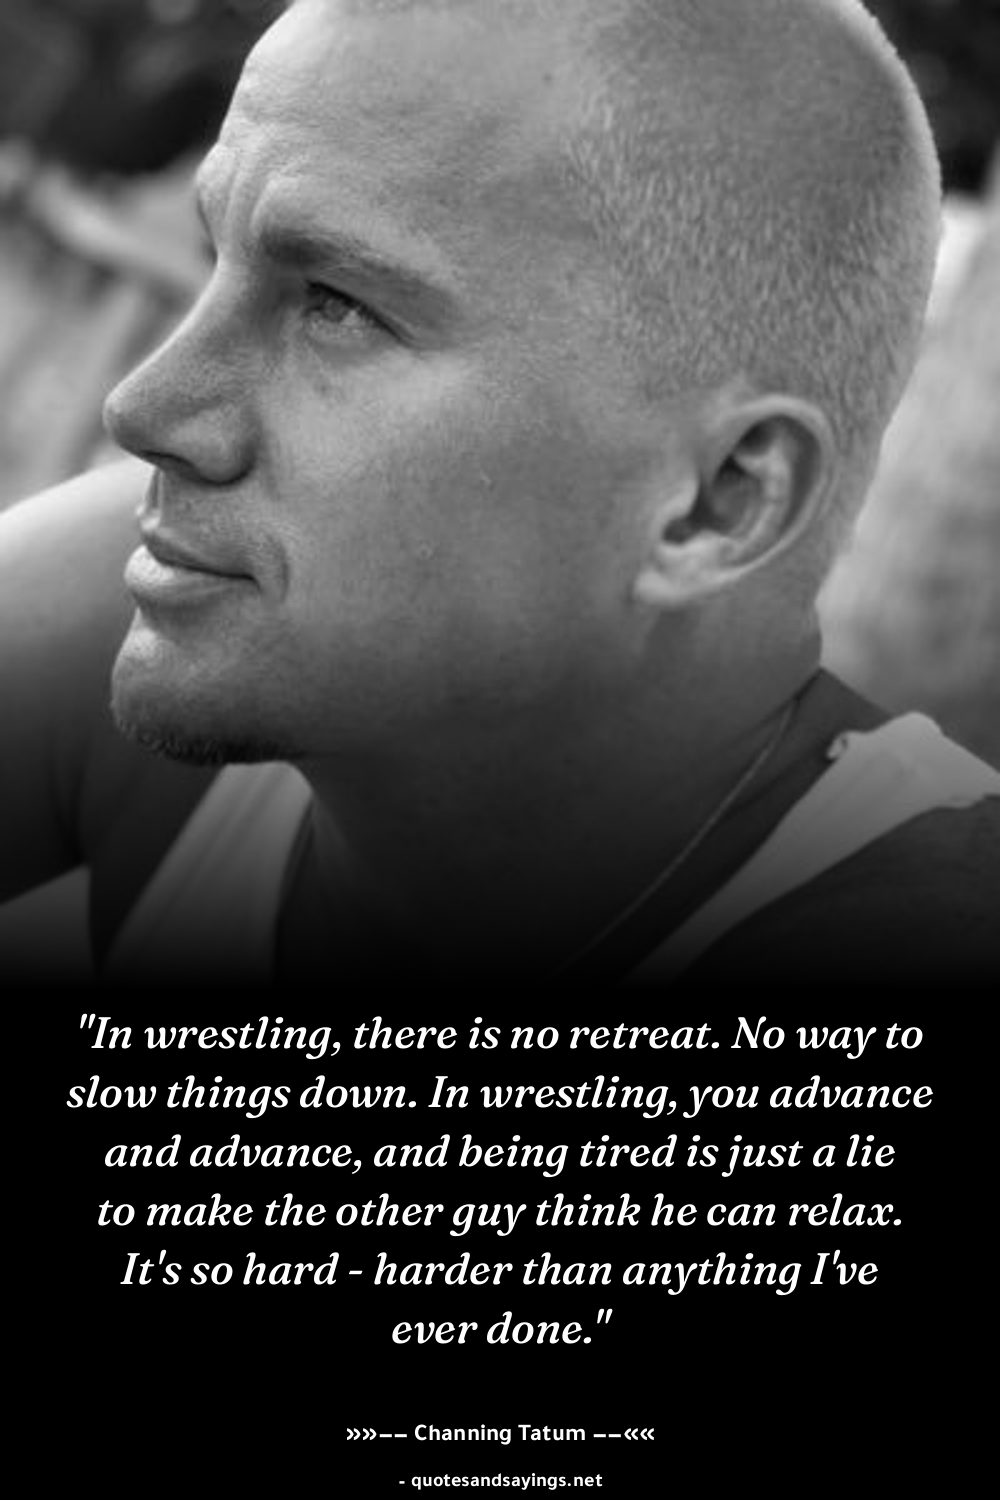 "In wrestling, there is no retreat. No way to
slow things down. In wrestling, you advance
and advance, and being tired is just a lie
to make the other guy think he can relax.
It's so hard - harder than anything I've
ever done."
»»—— Channing Tatum ——««
- quotesandsayings.net